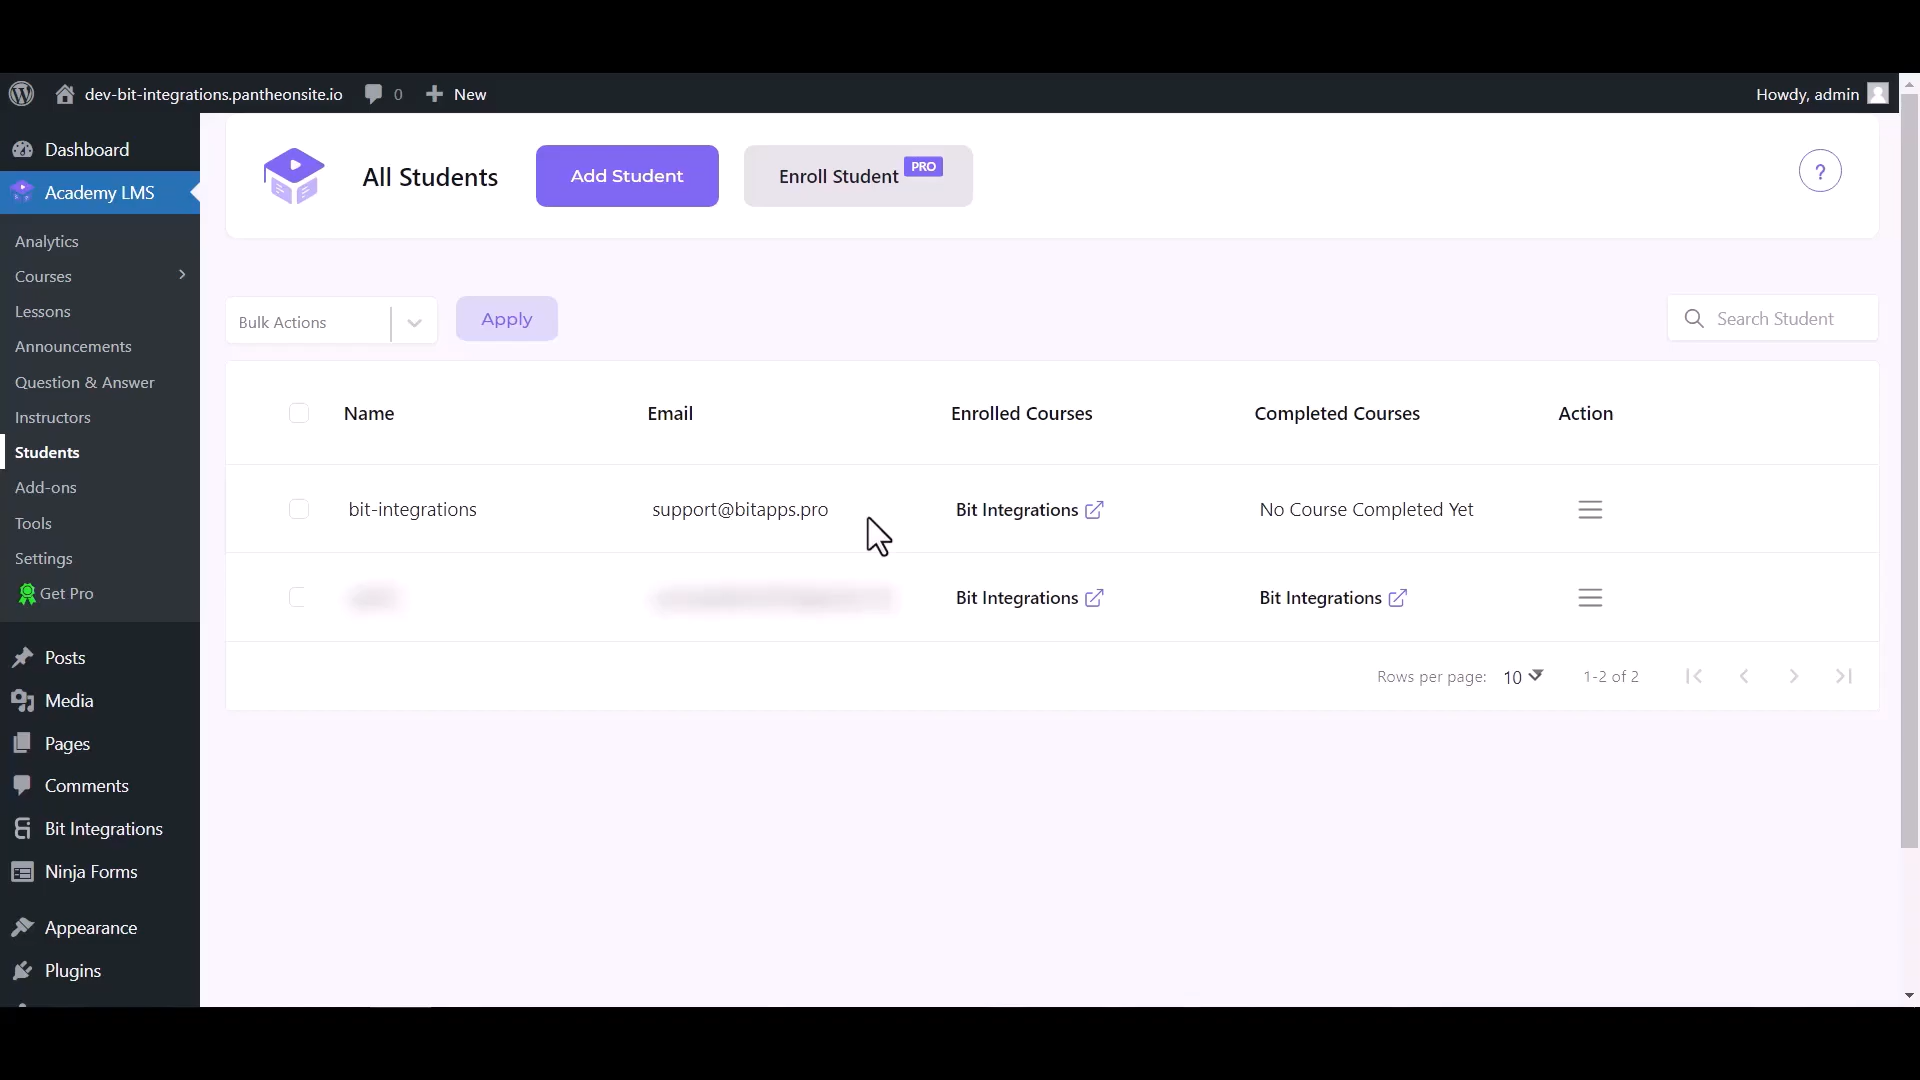 dev-bit-integrations.pantheonsite.io 0 New Howdy, admin
Dashboard
Academy LMS
Analytics
Courses
Lessons
Announcements
Question & Answer
Instructors
Students
Add-ons
Tools
Settings
Get Pro
Posts
Media
Pages
Comments
Bit Integrations
Ninja Forms
Appearance
Plugins
All Students Add Student Enroll Student PRO ?
Bulk Actions Apply Search Student
Name Email Enrolled Courses Completed Courses Action
bit-integrations support@bitapps.pro Bit Integrations No Course Completed Yet
Bit Integrations Bit Integrations
Rows per page: 10 1-2 of 2